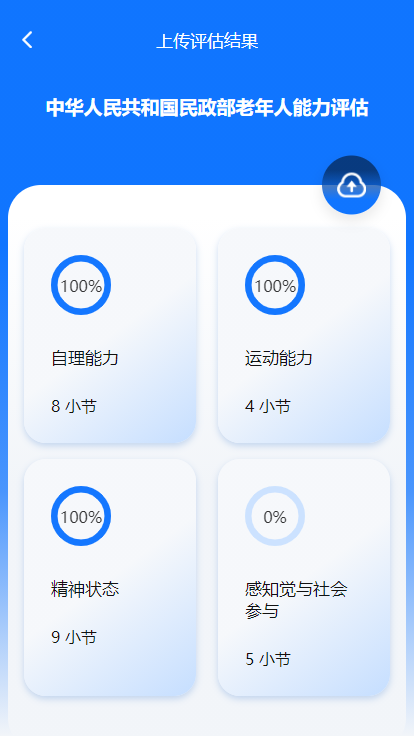 上传评估结果
中华人民共和国民政部老年人能力评估
100%
100%
自理能力
运动能力
8 小节
4 小节
100%
0%
精神状态
感知觉与社会
参与
9 小节
5 小节